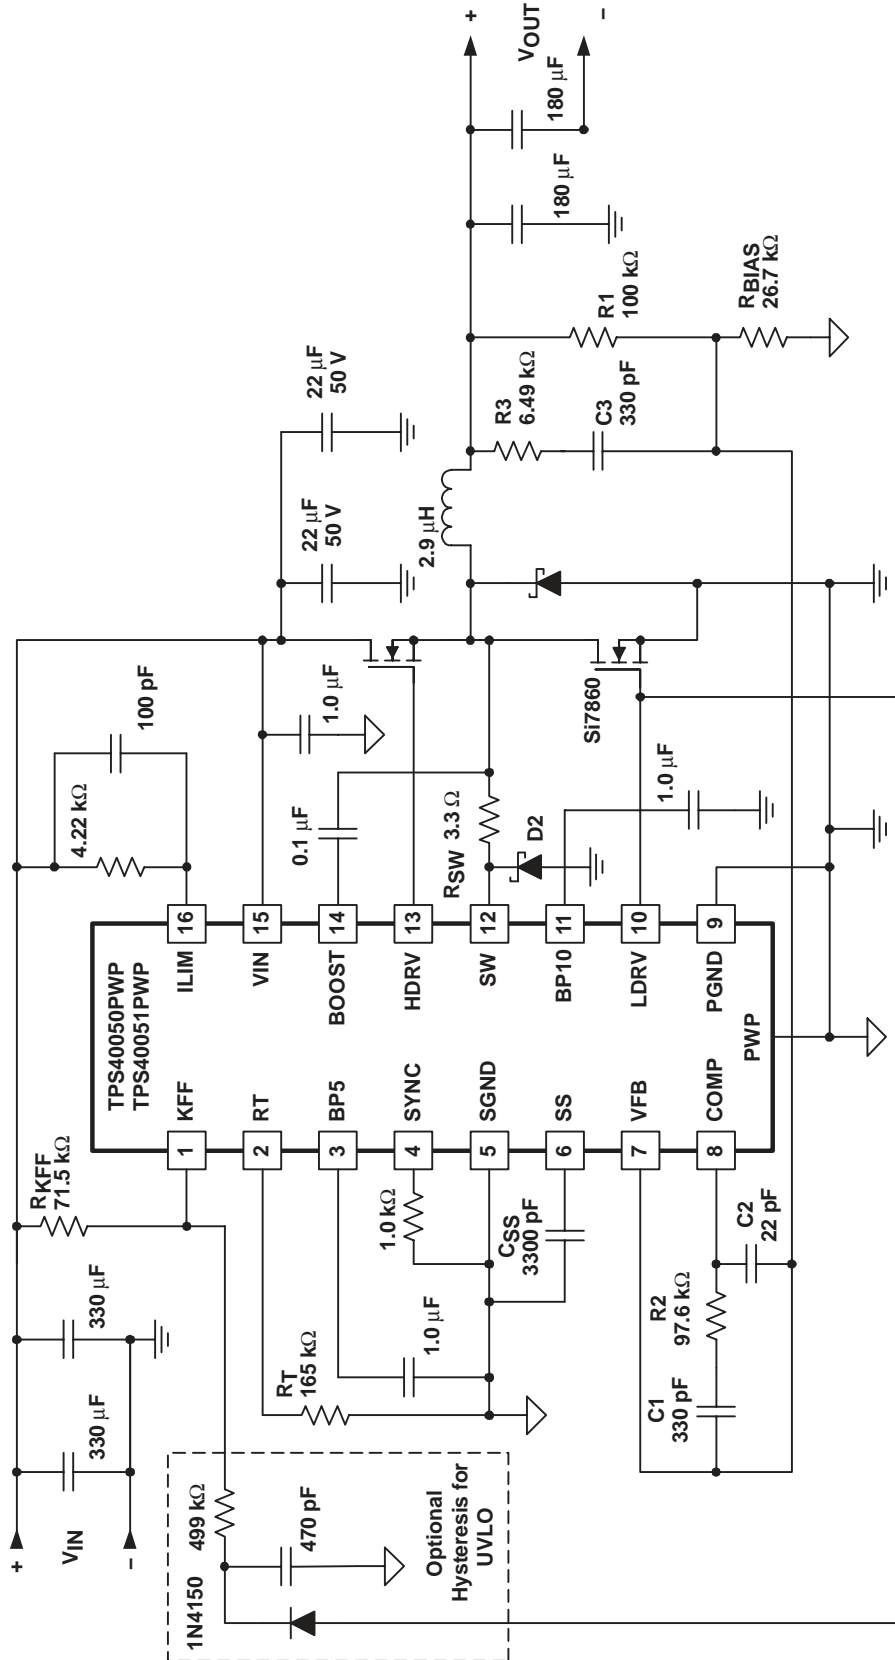 +
VIN
−
330 µF
330 µF
RKFF
71.5 kΩ
499 kΩ
1N4150
470 pF
Optional
Hysteresis for
UVLO
RT
165 kΩ
1.0 µF
1.0 kΩ
CSS
3300 pF
C1
330 pF
R2
97.6 kΩ
C2
22 pF
TPS40050PWP
TPS40051PWP
1
KFF
ILIM
16
2
RT
VIN
15
3
BP5
BOOST
14
4
SYNC
HDRV
13
5
SGND
SW
12
6
SS
BP10
11
7
VFB
LDRV
10
8
COMP
PGND
9
PWP
4.22 kΩ
100 pF
1.0 µF
0.1 µF
RSW
3.3 Ω
D2
1.0 µF
Si7860
22 µF
50 V
22 µF
50 V
2.9 µH
R3
6.49 kΩ
C3
330 pF
R1
100 kΩ
RBIAS
26.7 kΩ
180 µF
180 µF
+
VOUT
−